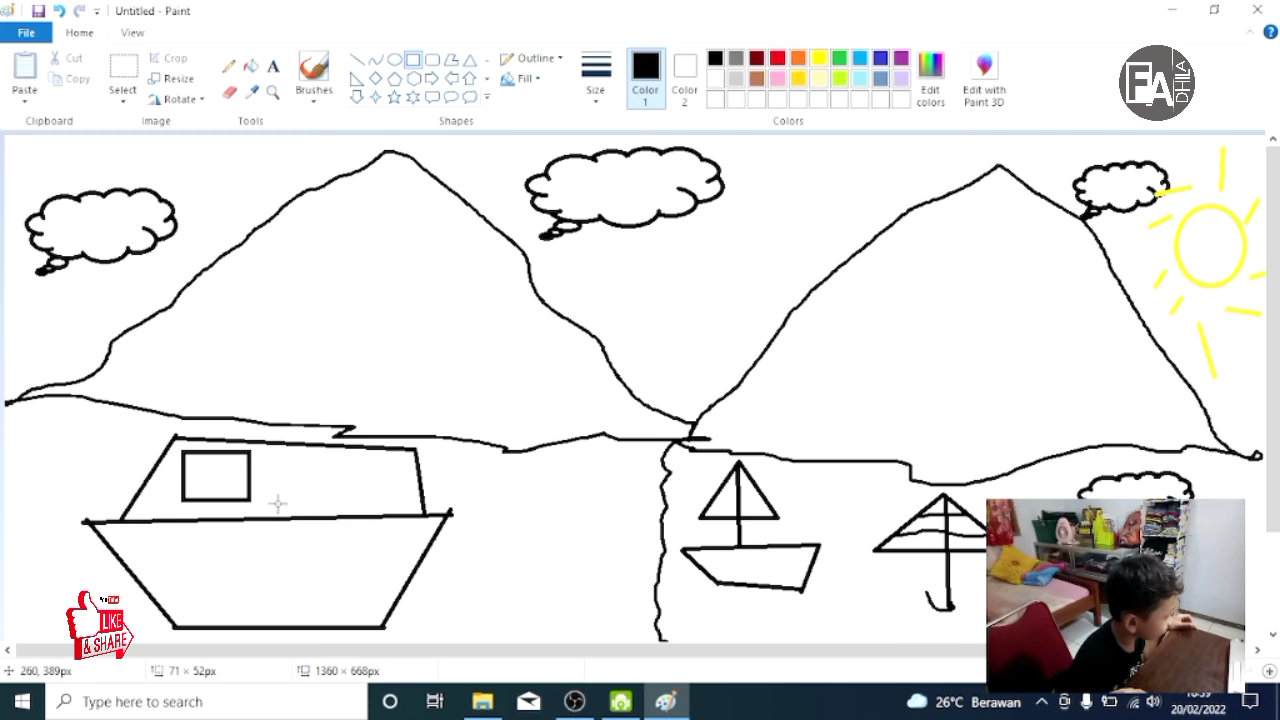 Untitled - Paint
File Home View
Paste
Cut
Copy
Select
Crop
Resize
Rotate
A
Brushes
Outline
Fill
Size
Color 1
Color 2
Edit colors
Edit with Paint 3D
Clipboard Image Tools Shapes Colors
FA
DHILA
LIKE
& SHARE
260, 389px
71 × 52px
1360 × 668px
Type here to search
26°C Berawan
20/02/2022